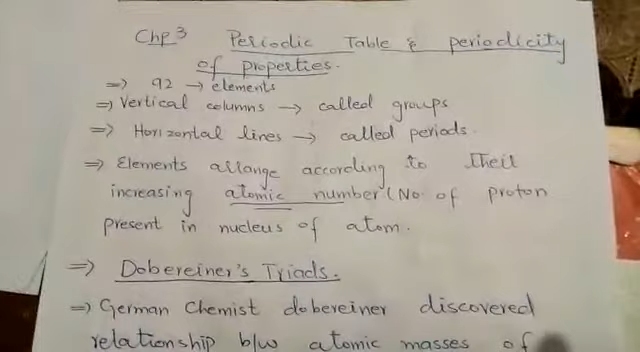 Chp 3 Periodic Table & periodicity
of properties.
⇒ 92 → elements
⇒ Vertical columns → called groups
⇒ Horizontal lines → called periods.
⇒ Elements arrange according to their
increasing atomic number (No. of proton
present in nucleus of atom.
⇒ Dobereiner's Triads.
⇒ German Chemist dobereiner discovered
relationship b/w atomic masses of